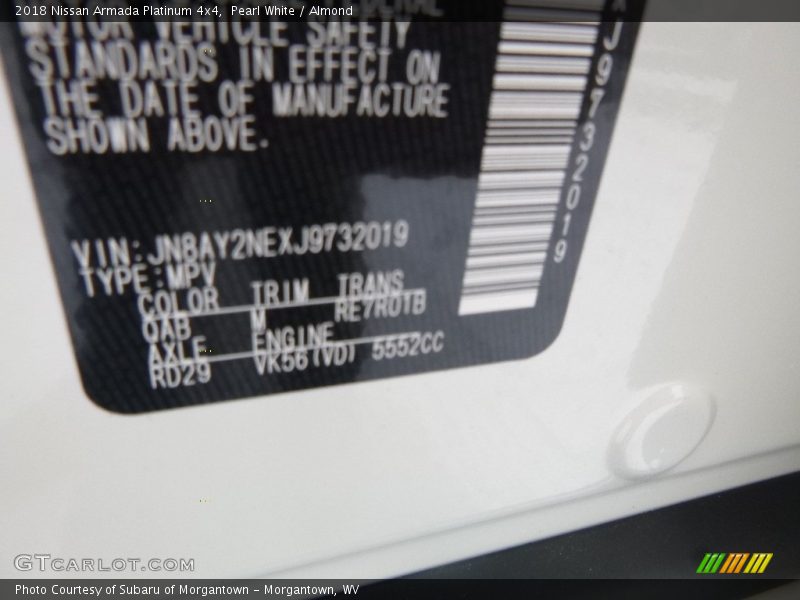 2018 Nissan Armada Platinum 4x4, Pearl White / Almond
MOTOR VEHICLE SAFETY
STANDARDS IN EFFECT ON
THE DATE OF MANUFACTURE
SHOWN ABOVE.
XJ9732019
VIN:JN8AY2NEXJ9732019
TYPE:MPV
COLOR TRIM TRANS
QAB M RE7R01B
AXLE ENGINE
RD29 VK56(VD) 5552CC
GTCARLOT.COM
Photo Courtesy of Subaru of Morgantown - Morgantown, WV